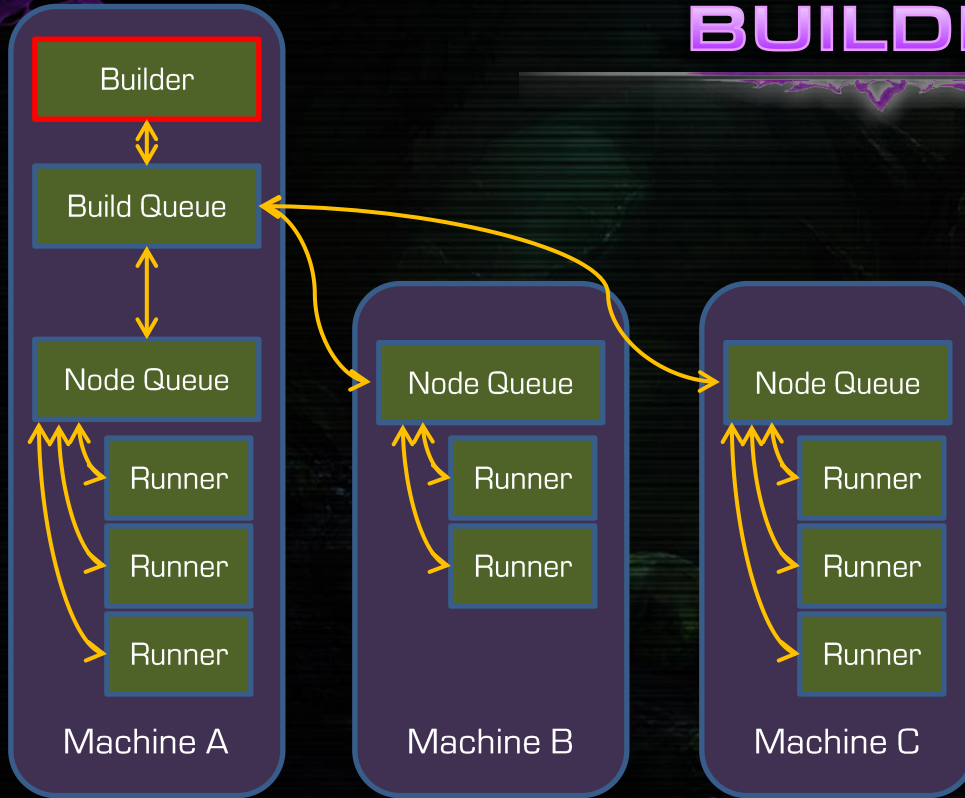 BUILD
Builder
Build Queue
Node Queue
Runner
Runner
Runner
Machine A
Node Queue
Runner
Runner
Machine B
Node Queue
Runner
Runner
Runner
Machine C